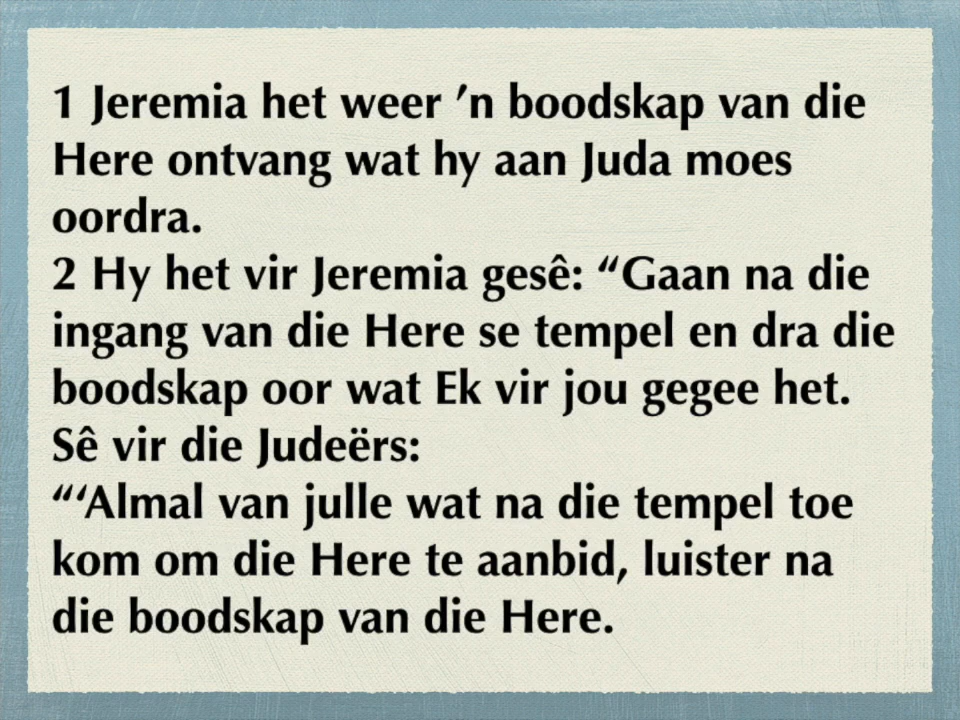 1 Jeremia het weer ’n boodskap van die
Here ontvang wat hy aan Juda moes
oordra.
2 Hy het vir Jeremia gesê: “Gaan na die
ingang van die Here se tempel en dra die
boodskap oor wat Ek vir jou gegee het.
Sê vir die Judeërs:
“‘Almal van julle wat na die tempel toe
kom om die Here te aanbid, luister na
die boodskap van die Here.